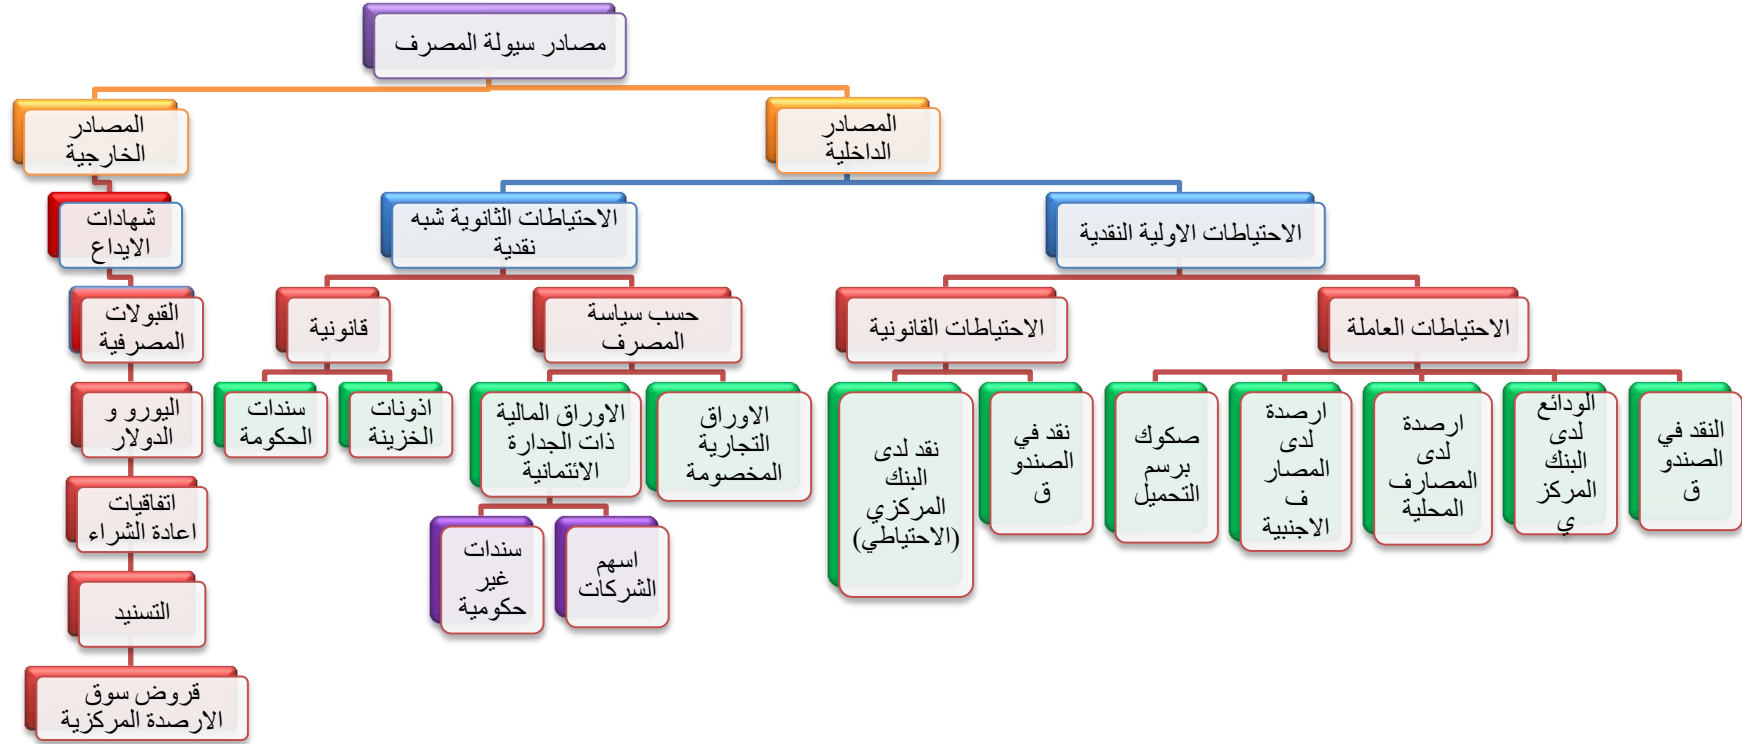 مصادر سيولة المصرف
المصادر
الداخلية
المصادر
الخارجية
الاحتياطات الاولية النقدية
الاحتياطات الثانوية شبه
نقدية
شهادات
الايداع
الاحتياطات العاملة
الاحتياطات القانونية
حسب سياسة
المصرف
قانونية
القبولات
المصرفية
النقد في
الصندو
ق
الودائع
لدى
البنك
المركز
ي
ارصدة
لدى
المصارف
المحلية
ارصدة
لدى
المصار
ف
الاجنبية
صكوك
برسم
التحميل
نقد في
الصندو
ق
نقد لدى
البنك
المركزي
(الاحتياطي)
الاوراق
التجارية
المخصومة
الاوراق المالية
ذات الجدارة
الائتمانية
اذونات
الخزينة
سندات
الحكومة
اليورو و
الدولار
اسهم
الشركات
سندات
غير
حكومية
اتفاقيات
اعادة الشراء
التسنيد
قروض سوق
الارصدة المركزية